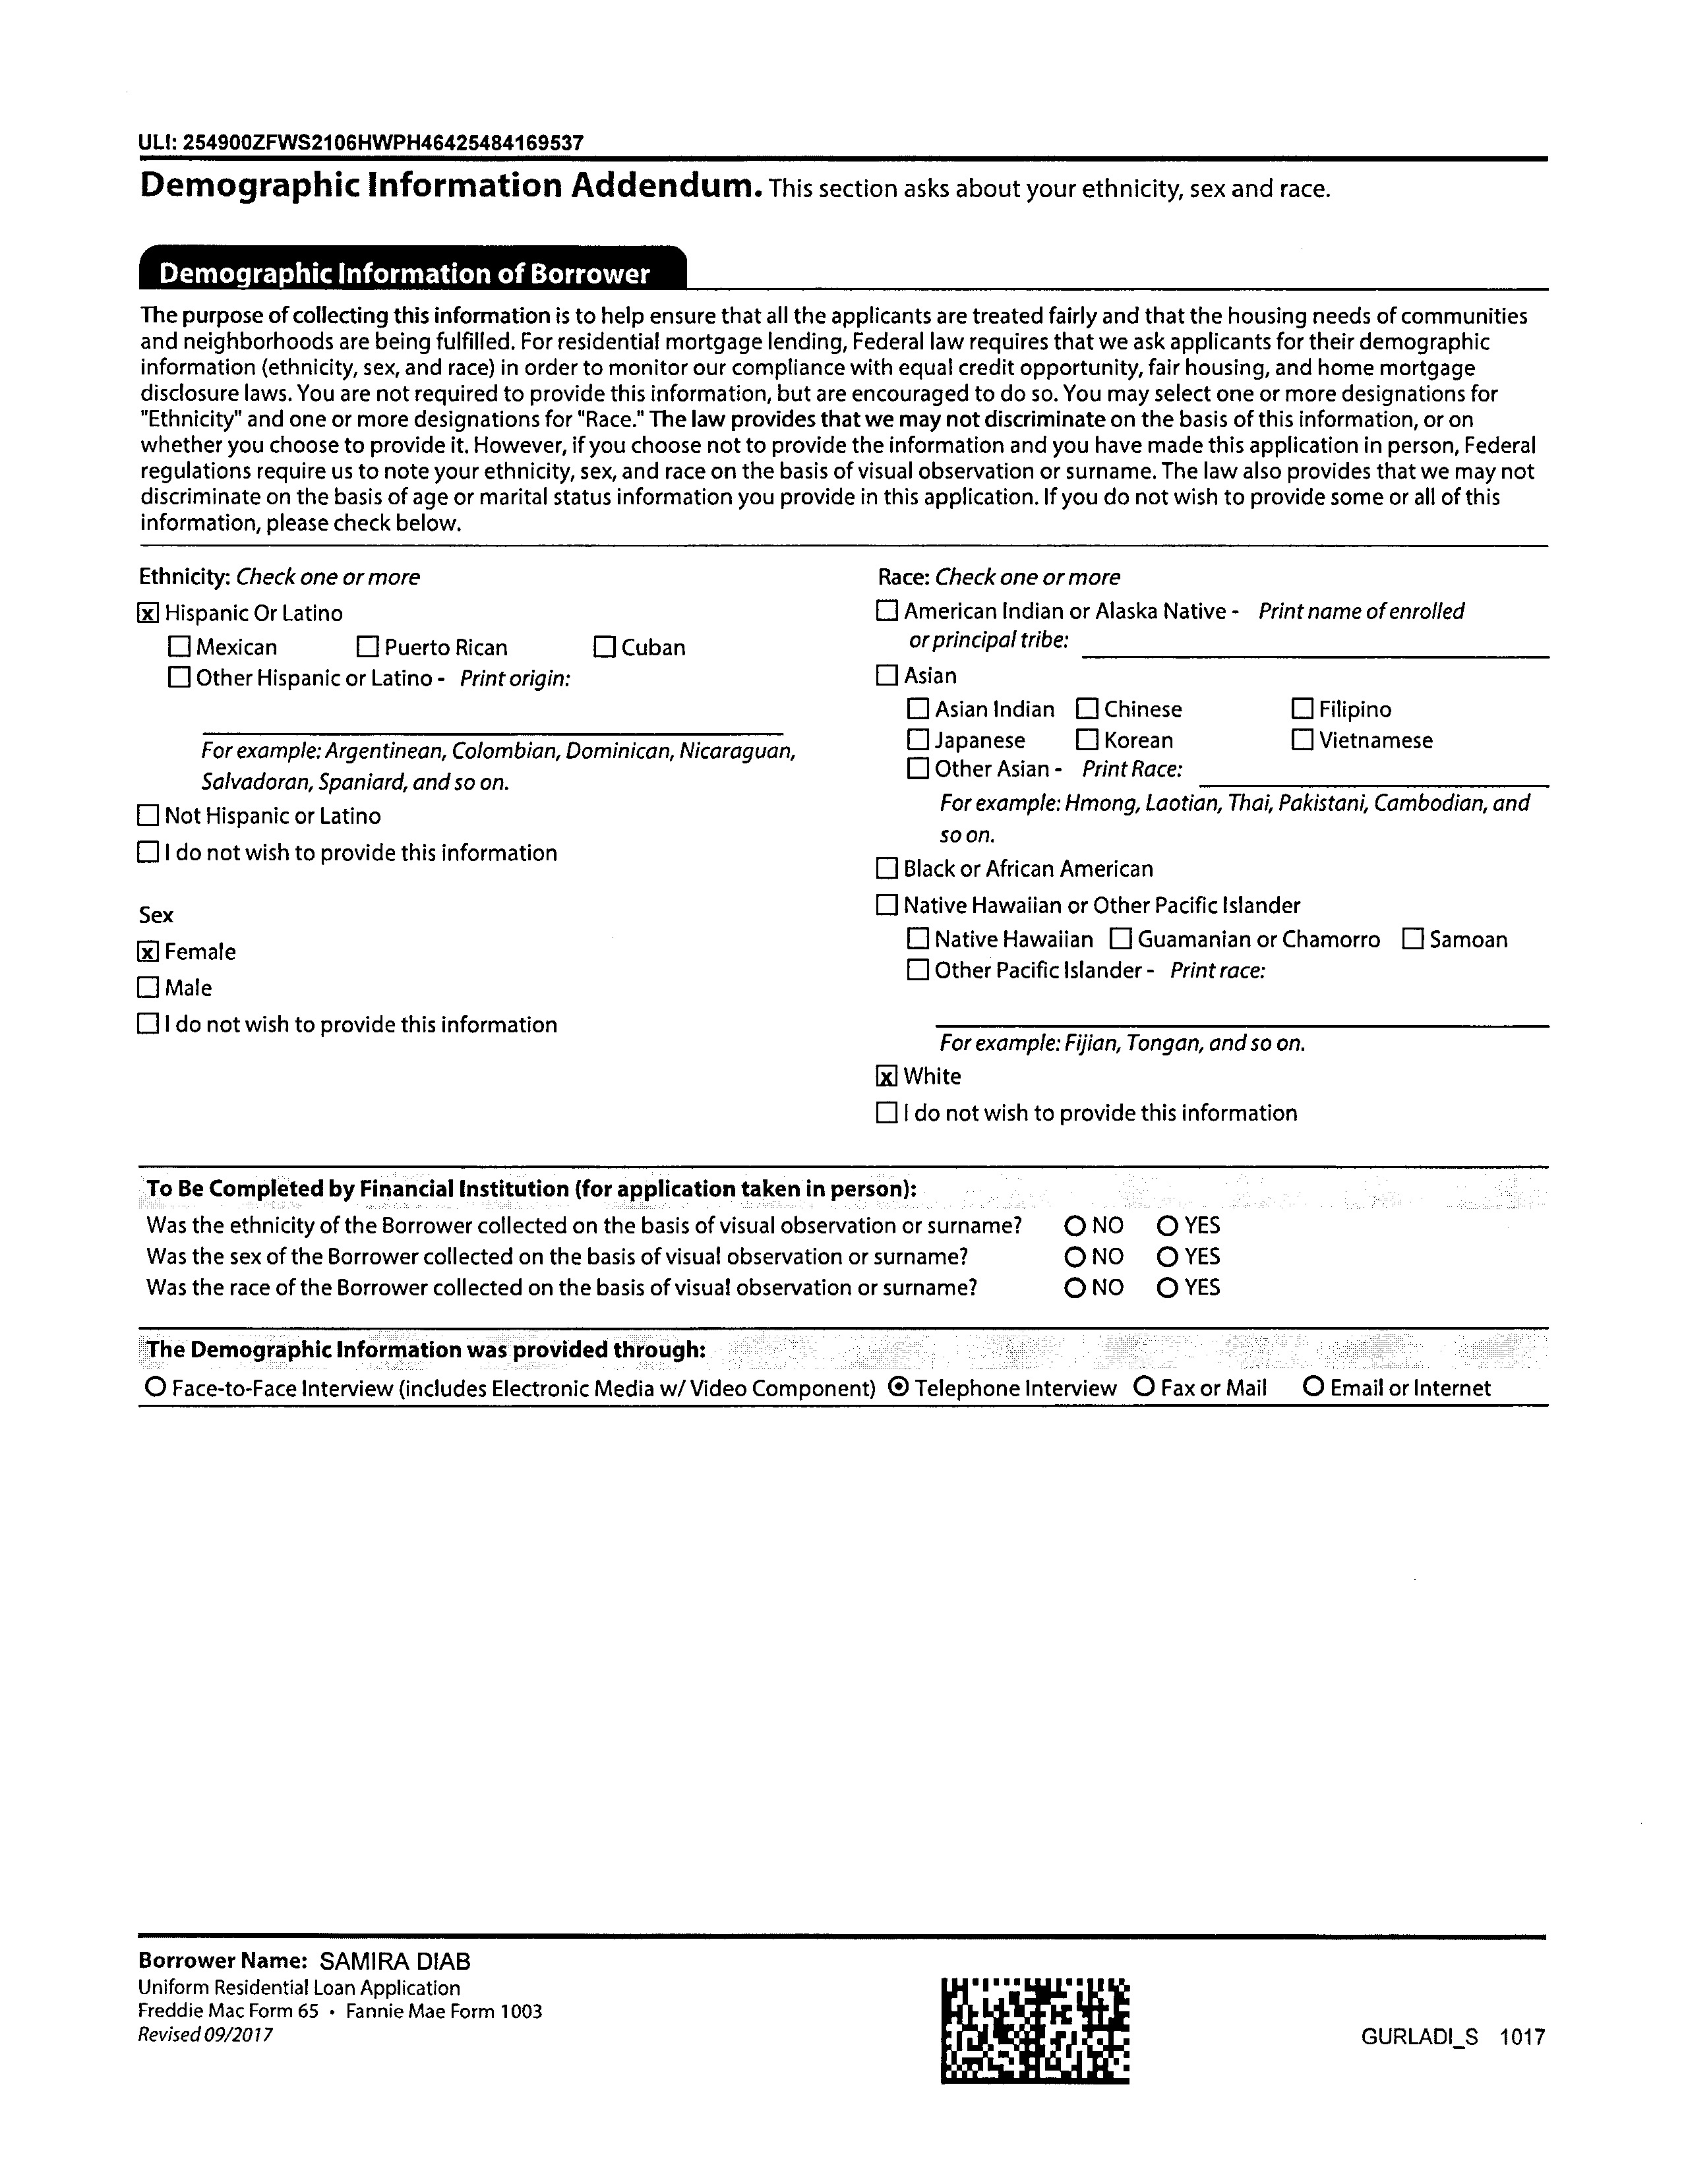 ULI: 254900ZFWS2106HWPH46425484169537
Demographic Information Addendum. This section asks about your ethnicity, sex and race.
Demographic Information of Borrower
The purpose of collecting this information is to help ensure that all the applicants are treated fairly and that the housing needs of communities
and neighborhoods are being fulfilled. For residential mortgage lending, Federal law requires that we ask applicants for their demographic
information (ethnicity, sex, and race) in order to monitor our compliance with equal credit opportunity, fair housing, and home mortgage
disclosure laws. You are not required to provide this information, but are encouraged to do so. You may select one or more designations for
"Ethnicity" and one or more designations for "Race." The law provides that we may not discriminate on the basis of this information, or on
whether you choose to provide it. However, if you choose not to provide the information and you have made this application in person, Federal
regulations require us to note your ethnicity, sex, and race on the basis of visual observation or surname. The law also provides that we may not
discriminate on the basis of age or marital status information you provide in this application. If you do not wish to provide some or all of this
information, please check below.
Ethnicity: Check one or more
x Hispanic Or Latino
Mexican Puerto Rican Cuban
Other Hispanic or Latino - Print origin:
For example: Argentinean, Colombian, Dominican, Nicaraguan,
Salvadoran, Spaniard, and so on.
Not Hispanic or Latino
I do not wish to provide this information
Sex
x Female
Male
I do not wish to provide this information
Race: Check one or more
American Indian or Alaska Native - Print name of enrolled
or principal tribe:
Asian
Asian Indian Chinese Filipino
Japanese Korean Vietnamese
Other Asian - Print Race:
For example: Hmong, Laotian, Thai, Pakistani, Cambodian, and
so on.
Black or African American
Native Hawaiian or Other Pacific Islander
Native Hawaiian Guamanian or Chamorro Samoan
Other Pacific Islander - Print race:
For example: Fijian, Tongan, and so on.
x White
I do not wish to provide this information
To Be Completed by Financial Institution (for application taken in person):
Was the ethnicity of the Borrower collected on the basis of visual observation or surname? NO YES
Was the sex of the Borrower collected on the basis of visual observation or surname? NO YES
Was the race of the Borrower collected on the basis of visual observation or surname? NO YES
The Demographic Information was provided through:
Face-to-Face Interview (includes Electronic Media w/ Video Component) Telephone Interview Fax or Mail Email or Internet
Borrower Name: SAMIRA DIAB
Uniform Residential Loan Application
Freddie Mac Form 65 • Fannie Mae Form 1003
Revised 09/2017
GURLADI_S 1017